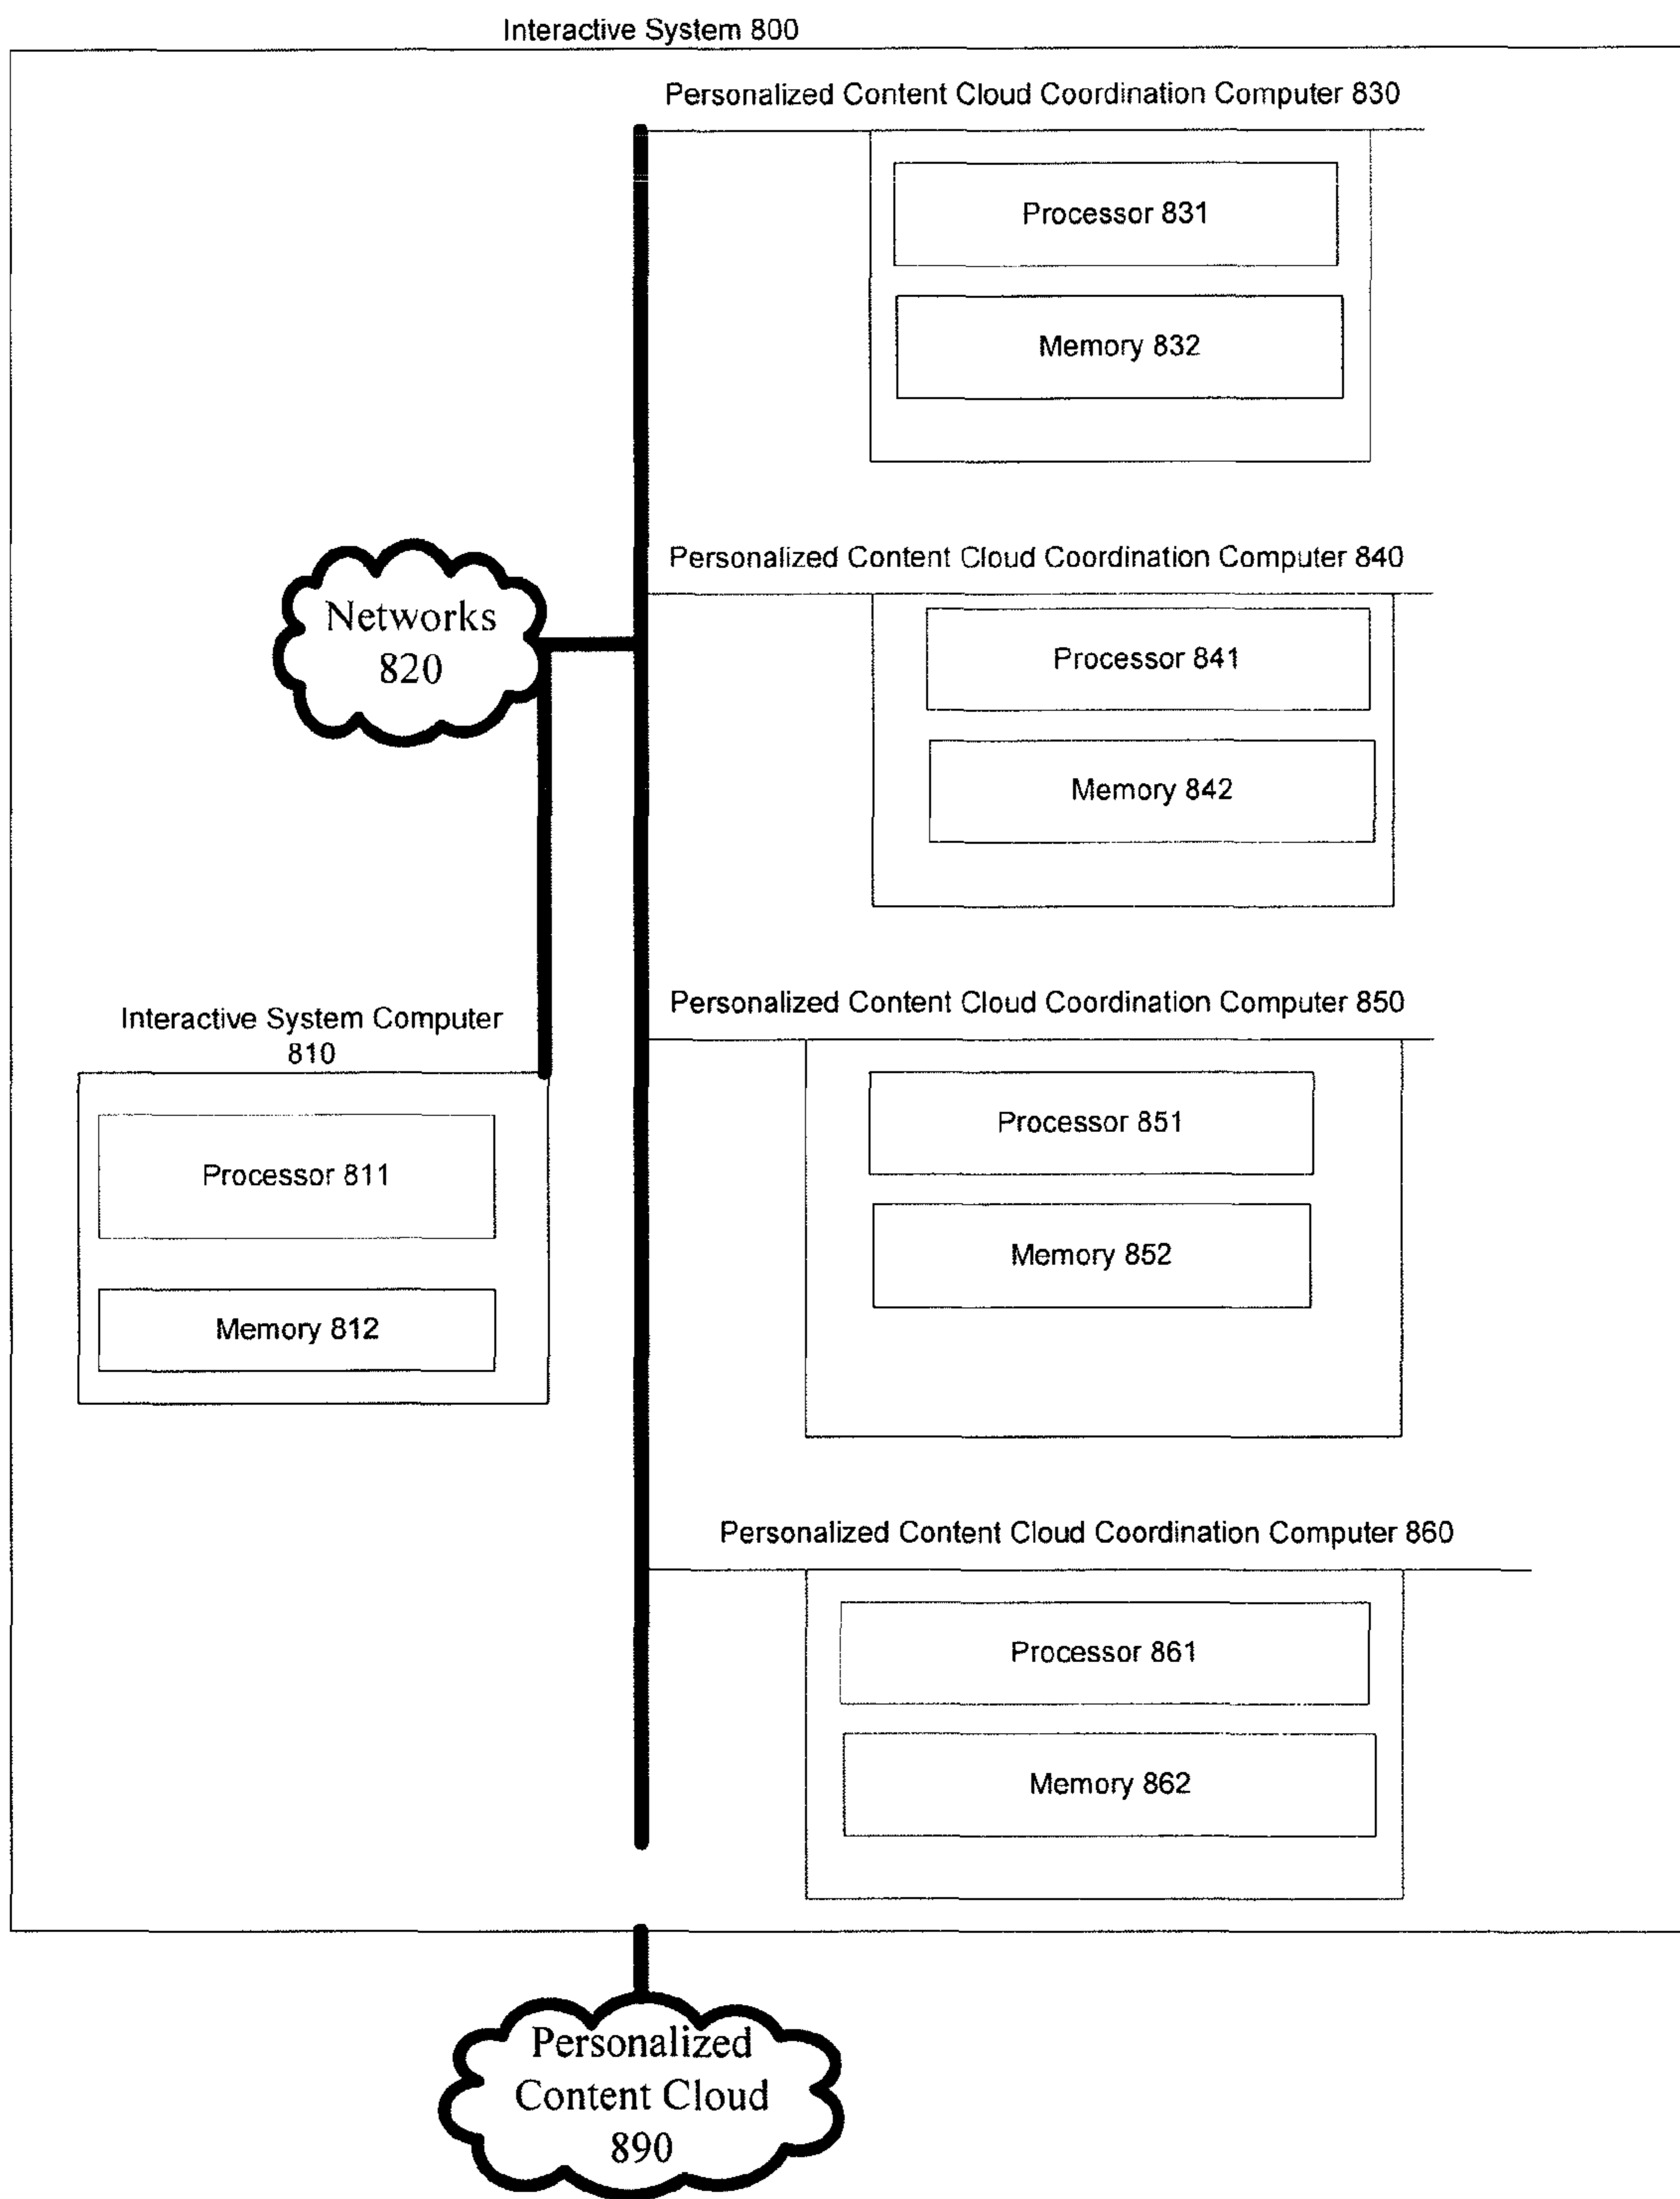 Interactive System 800
Personalized Content Cloud Coordination Computer 830
Processor 831
Memory 832
Personalized Content Cloud Coordination Computer 840
Networks
820
Processor 841
Memory 842
Personalized Content Cloud Coordination Computer 850
Interactive System Computer
810
Processor 851
Processor 811
Memory 852
Memory 812
Personalized Content Cloud Coordination Computer 860
Processor 861
Memory 862
Personalized
Content Cloud
890